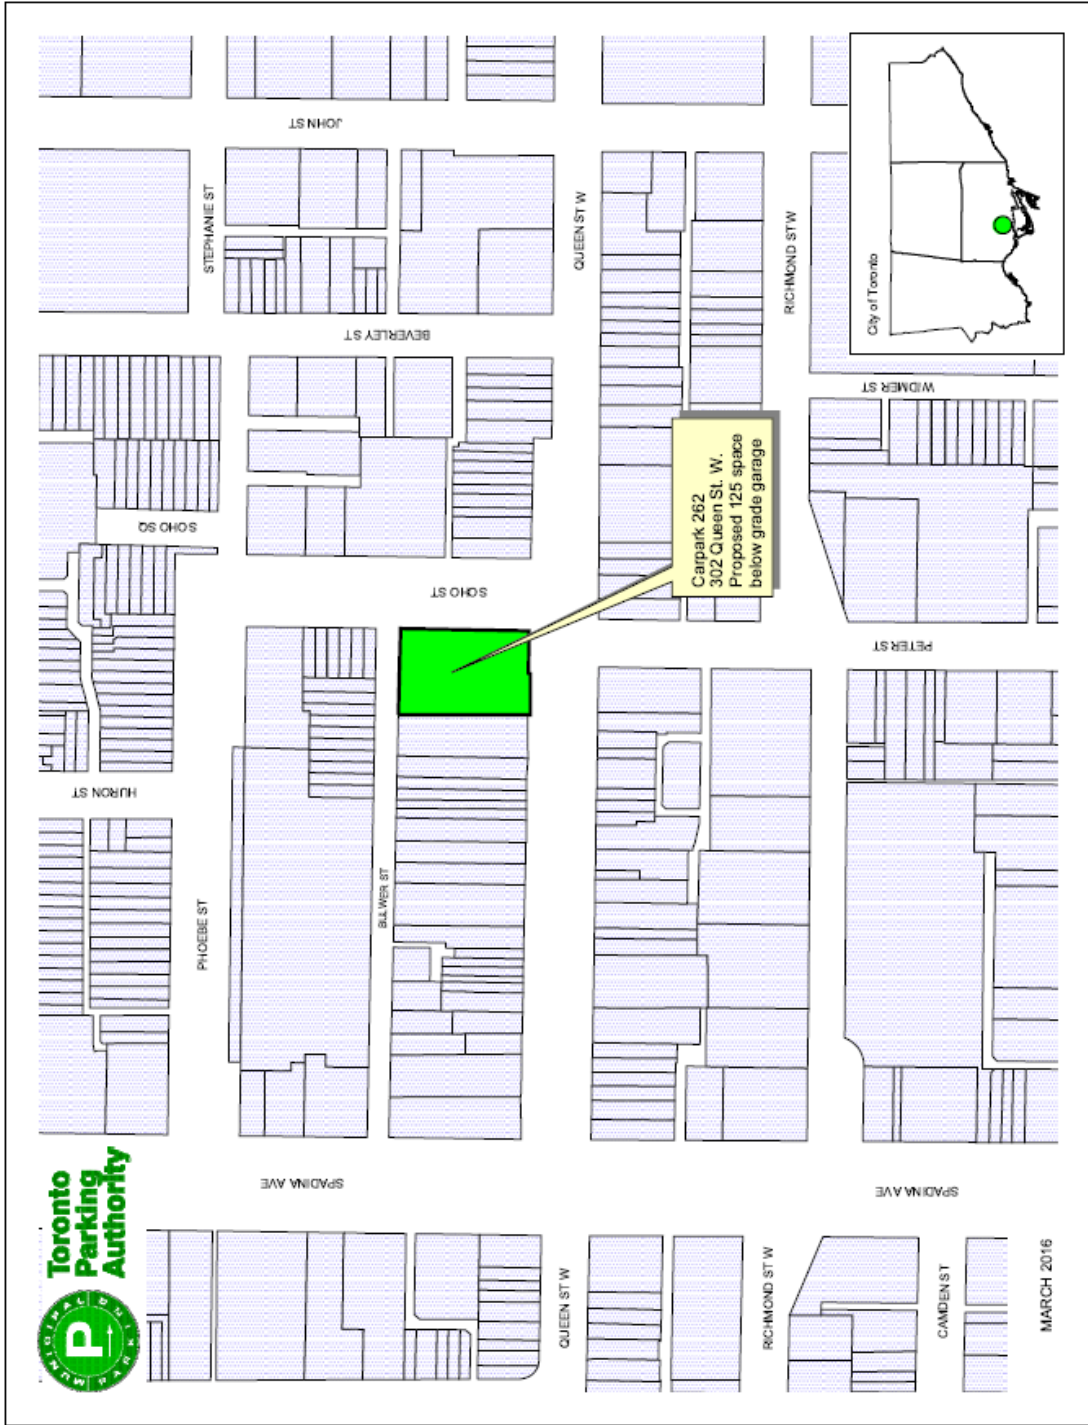 Toronto
Parking
Authority
MUNICIPAL PARKING
P
JOHN ST
STEPHANIE ST
QUEEN ST W
RICHMOND ST W
City of Toronto
BEVERLEY ST
WIDMER ST
SOHO SQ
SOHO ST
Carpark 262
302 Queen St. W.
Proposed 125 space
below grade garage
PETER ST
HURON ST
PHOEBE ST
BULWER ST
SPADINA AVE
SPADINA AVE
QUEEN ST W
RICHMOND ST W
CAMDEN ST
MARCH 2016